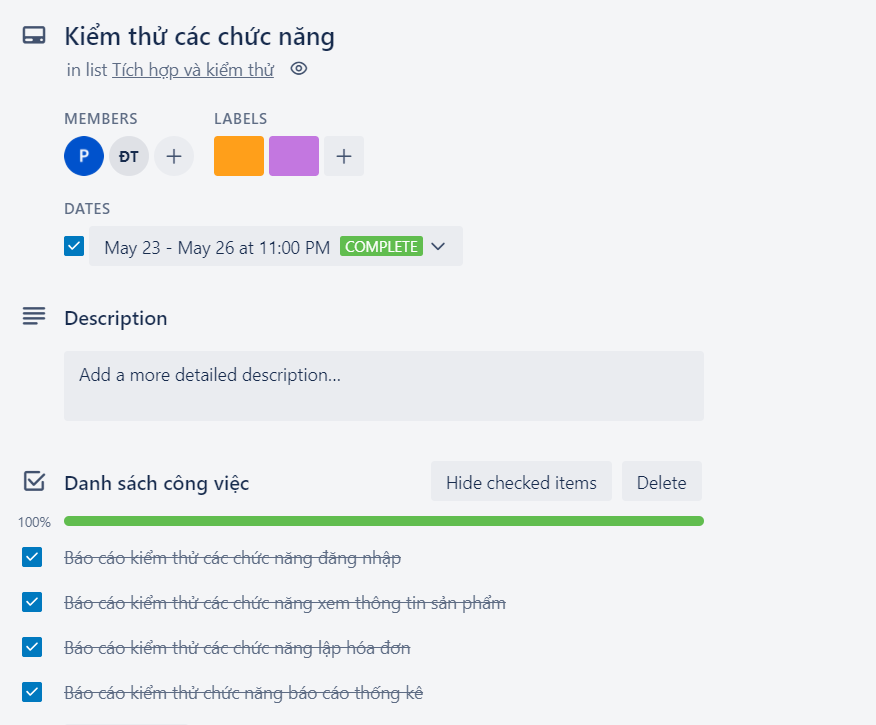 Kiểm thử các chức năng
in list Tích hợp và kiểm thử
MEMBERS
LABELS
P
ĐT
DATES
May 23 - May 26 at 11:00 PM COMPLETE
Description
Add a more detailed description...
Danh sách công việc
Hide checked items
Delete
100%
Báo cáo kiểm thử các chức năng đăng nhập
Báo cáo kiểm thử các chức năng xem thông tin sản phẩm
Báo cáo kiểm thử các chức năng lập hóa đơn
Báo cáo kiểm thử chức năng báo cáo thống kê